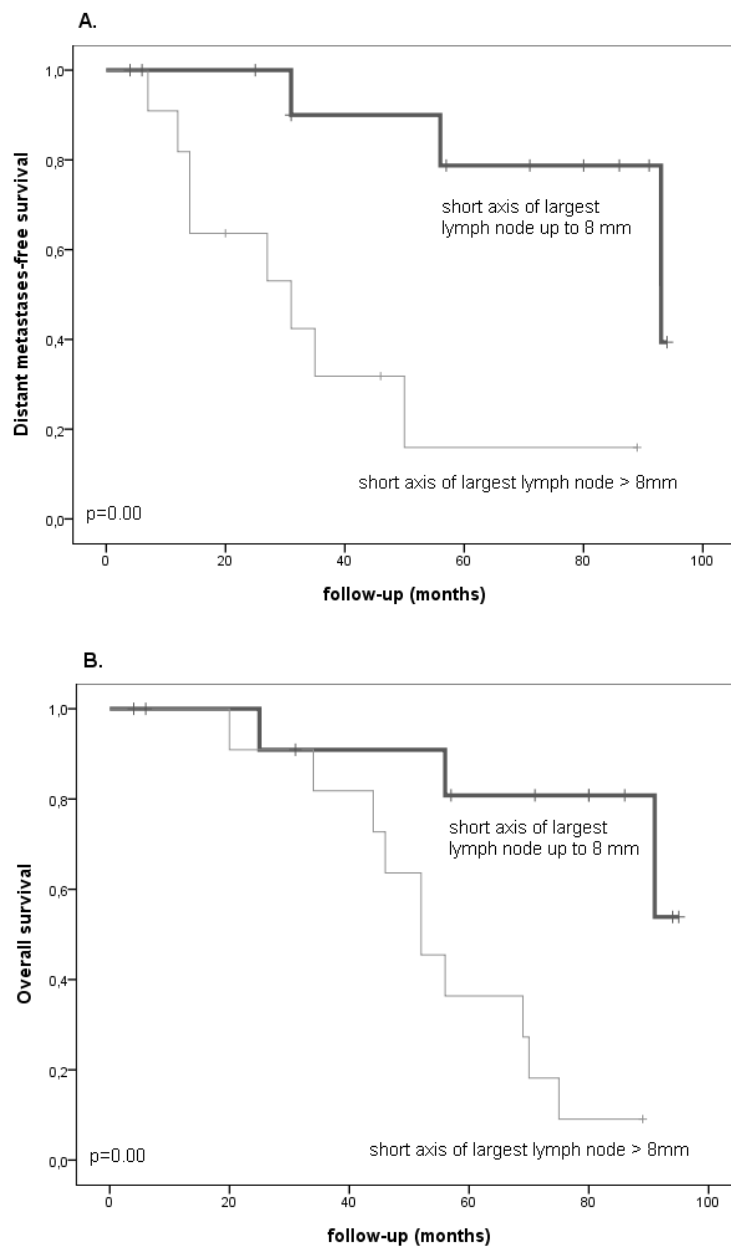 A.
Distant metastases-free survival
1,0
0,8
0,6
0,4
0,2
0,0
short axis of largest
lymph node up to 8 mm
short axis of largest lymph node > 8mm
p=0.00
0 20 40 60 80 100
follow-up (months)
B.
Overall survival
1,0
0,8
0,6
0,4
0,2
0,0
short axis of largest
lymph node up to 8 mm
short axis of largest lymph node > 8mm
p=0.00
0 20 40 60 80 100
follow-up (months)